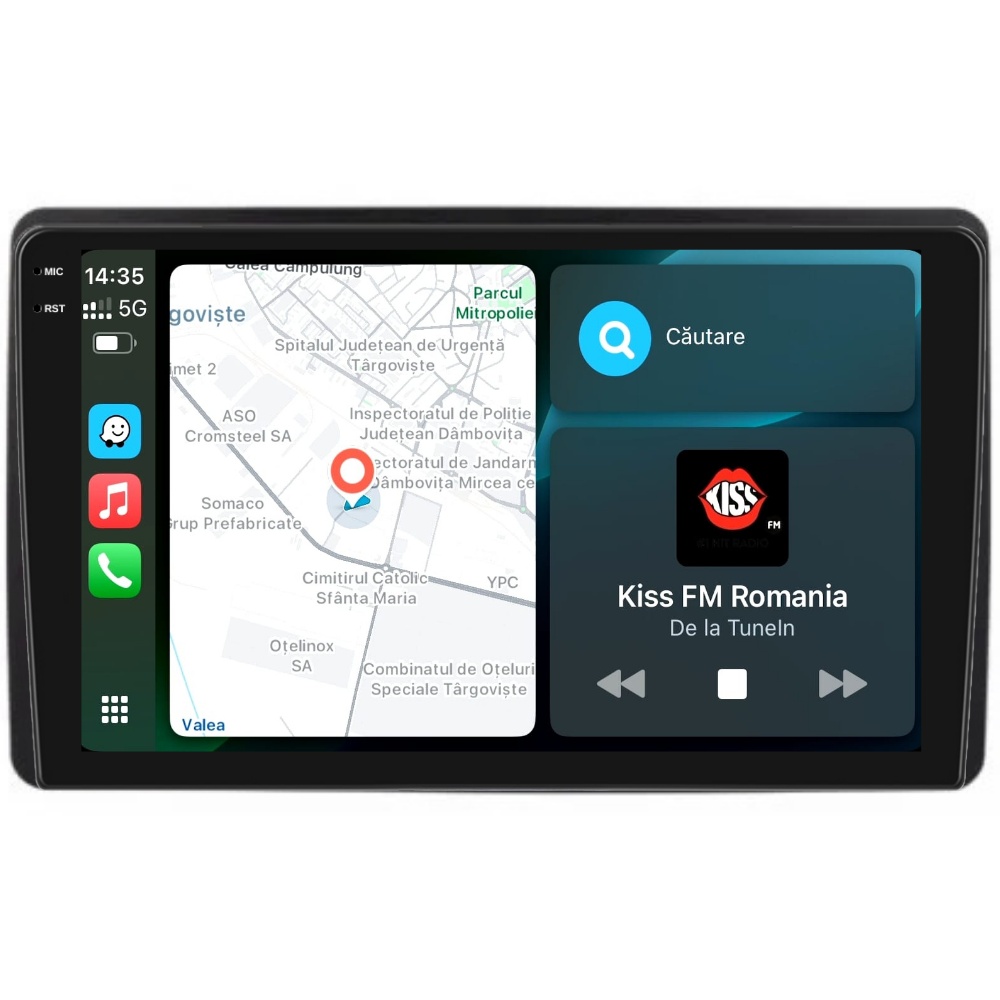 MIC
RST
14:35
5G
Calea Câmpulung
goviște
Parcul
Mitropoliei
Spitalul Județean de Urgență
Târgoviște
imet 2
ASO
Cromsteel SA
Inspectoratul de Poliție
Județean Dâmbovița
ectoratul de Jandarm
Dâmbovița Mircea ce
Somaco
Grup Prefabricate
Cimitirul Catolic
Sfânta Maria
YPC
Oțelinox
SA
Combinatul de Oțeluri
Speciale Târgoviște
Valea
Căutare
KISS
FM
Kiss FM Romania
De la TuneIn